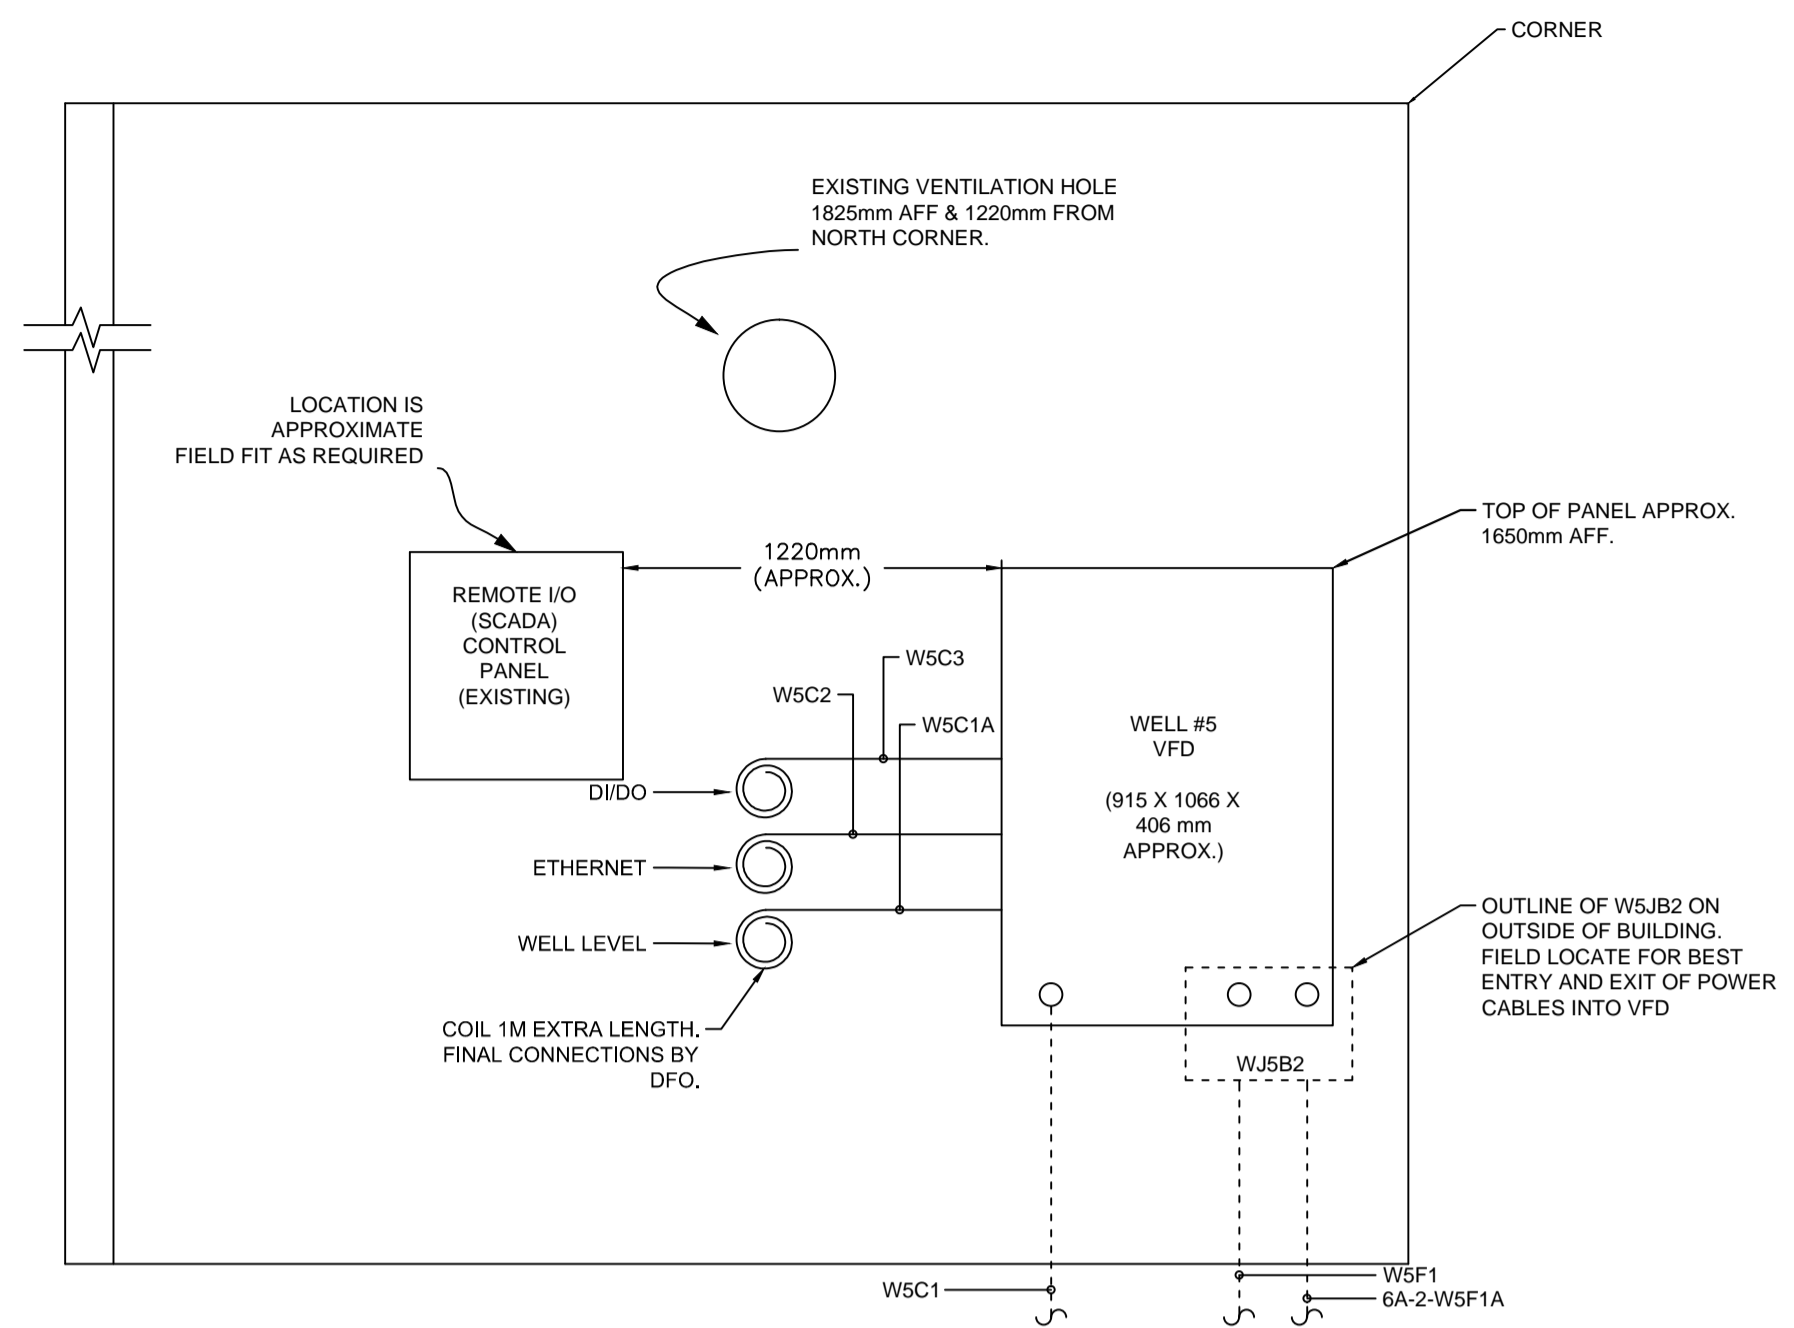 CORNER
EXISTING VENTILATION HOLE
1825mm AFF & 1220mm FROM
NORTH CORNER.
LOCATION IS
APPROXIMATE
FIELD FIT AS REQUIRED
TOP OF PANEL APPROX.
1650mm AFF.
1220mm
(APPROX.)
REMOTE I/O
(SCADA)
CONTROL
PANEL
(EXISTING)
W5C3
W5C2
W5C1A
WELL #5
VFD
(915 X 1066 X
406 mm
APPROX.)
DI/DO
ETHERNET
WELL LEVEL
OUTLINE OF W5JB2 ON
OUTSIDE OF BUILDING.
FIELD LOCATE FOR BEST
ENTRY AND EXIT OF POWER
CABLES INTO VFD
COIL 1M EXTRA LENGTH.
FINAL CONNECTIONS BY
DFO.
WJ5B2
W5C1
W5F1
6A-2-W5F1A